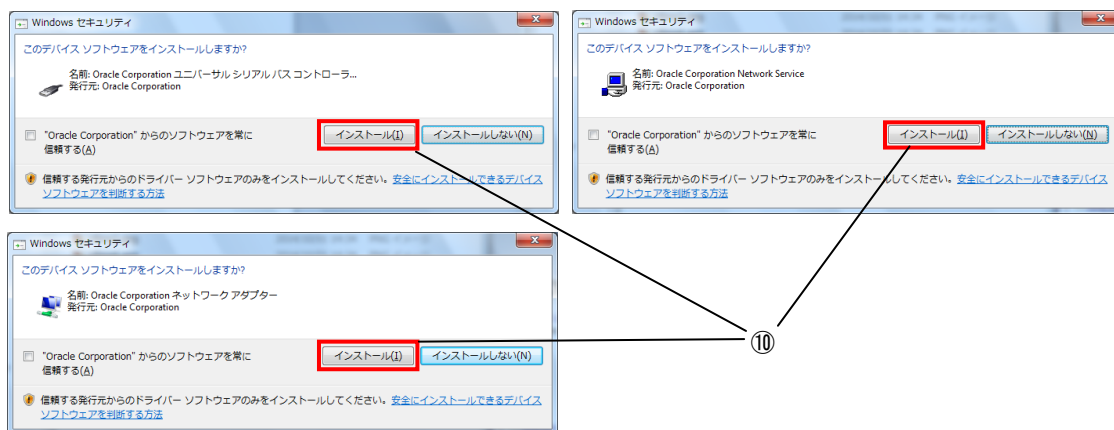 Windows セキュリティ
このデバイス ソフトウェアをインストールしますか?
名前: Oracle Corporation ユニバーサル シリアル バス コントローラ...
発行元: Oracle Corporation
"Oracle Corporation" からのソフトウェアを常に
信頼する(A)
インストール(I)
インストールしない(N)
信頼する発行元からのドライバー ソフトウェアのみをインストールしてください。安全にインストールできるデバイス
ソフトウェアを判断する方法
Windows セキュリティ
このデバイス ソフトウェアをインストールしますか?
名前: Oracle Corporation Network Service
発行元: Oracle Corporation
"Oracle Corporation" からのソフトウェアを常に
信頼する(A)
インストール(I)
インストールしない(N)
信頼する発行元からのドライバー ソフトウェアのみをインストールしてください。安全にインストールできるデバイス
ソフトウェアを判断する方法
Windows セキュリティ
このデバイス ソフトウェアをインストールしますか?
名前: Oracle Corporation ネットワーク アダプター
発行元: Oracle Corporation
"Oracle Corporation" からのソフトウェアを常に
信頼する(A)
インストール(I)
インストールしない(N)
信頼する発行元からのドライバー ソフトウェアのみをインストールしてください。安全にインストールできるデバイス
ソフトウェアを判断する方法
⑩